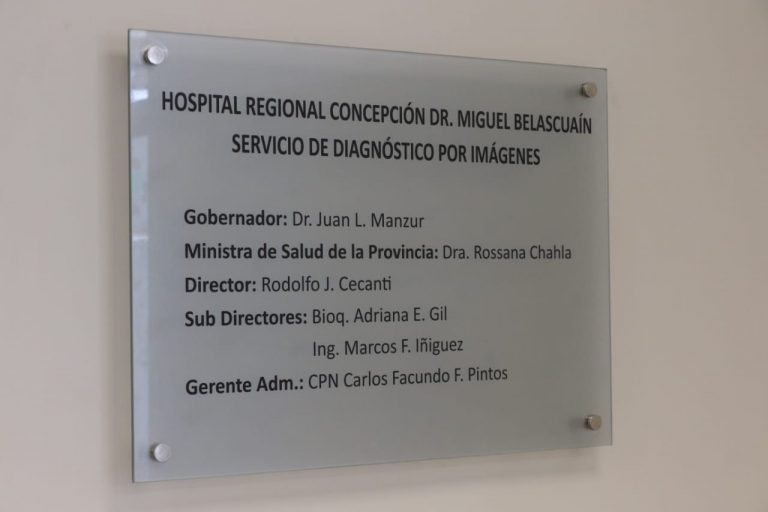 HOSPITAL REGIONAL CONCEPCIÓN DR. MIGUEL BELASCUAÍN
SERVICIO DE DIAGNÓSTICO POR IMÁGENES
Gobernador: Dr. Juan L. Manzur
Ministra de Salud de la Provincia: Dra. Rossana Chahla
Director: Rodolfo J. Cecanti
Sub Directores: Bioq. Adriana E. Gil
Ing. Marcos F. Iñiguez
Gerente Adm.: CPN Carlos Facundo F. Pintos